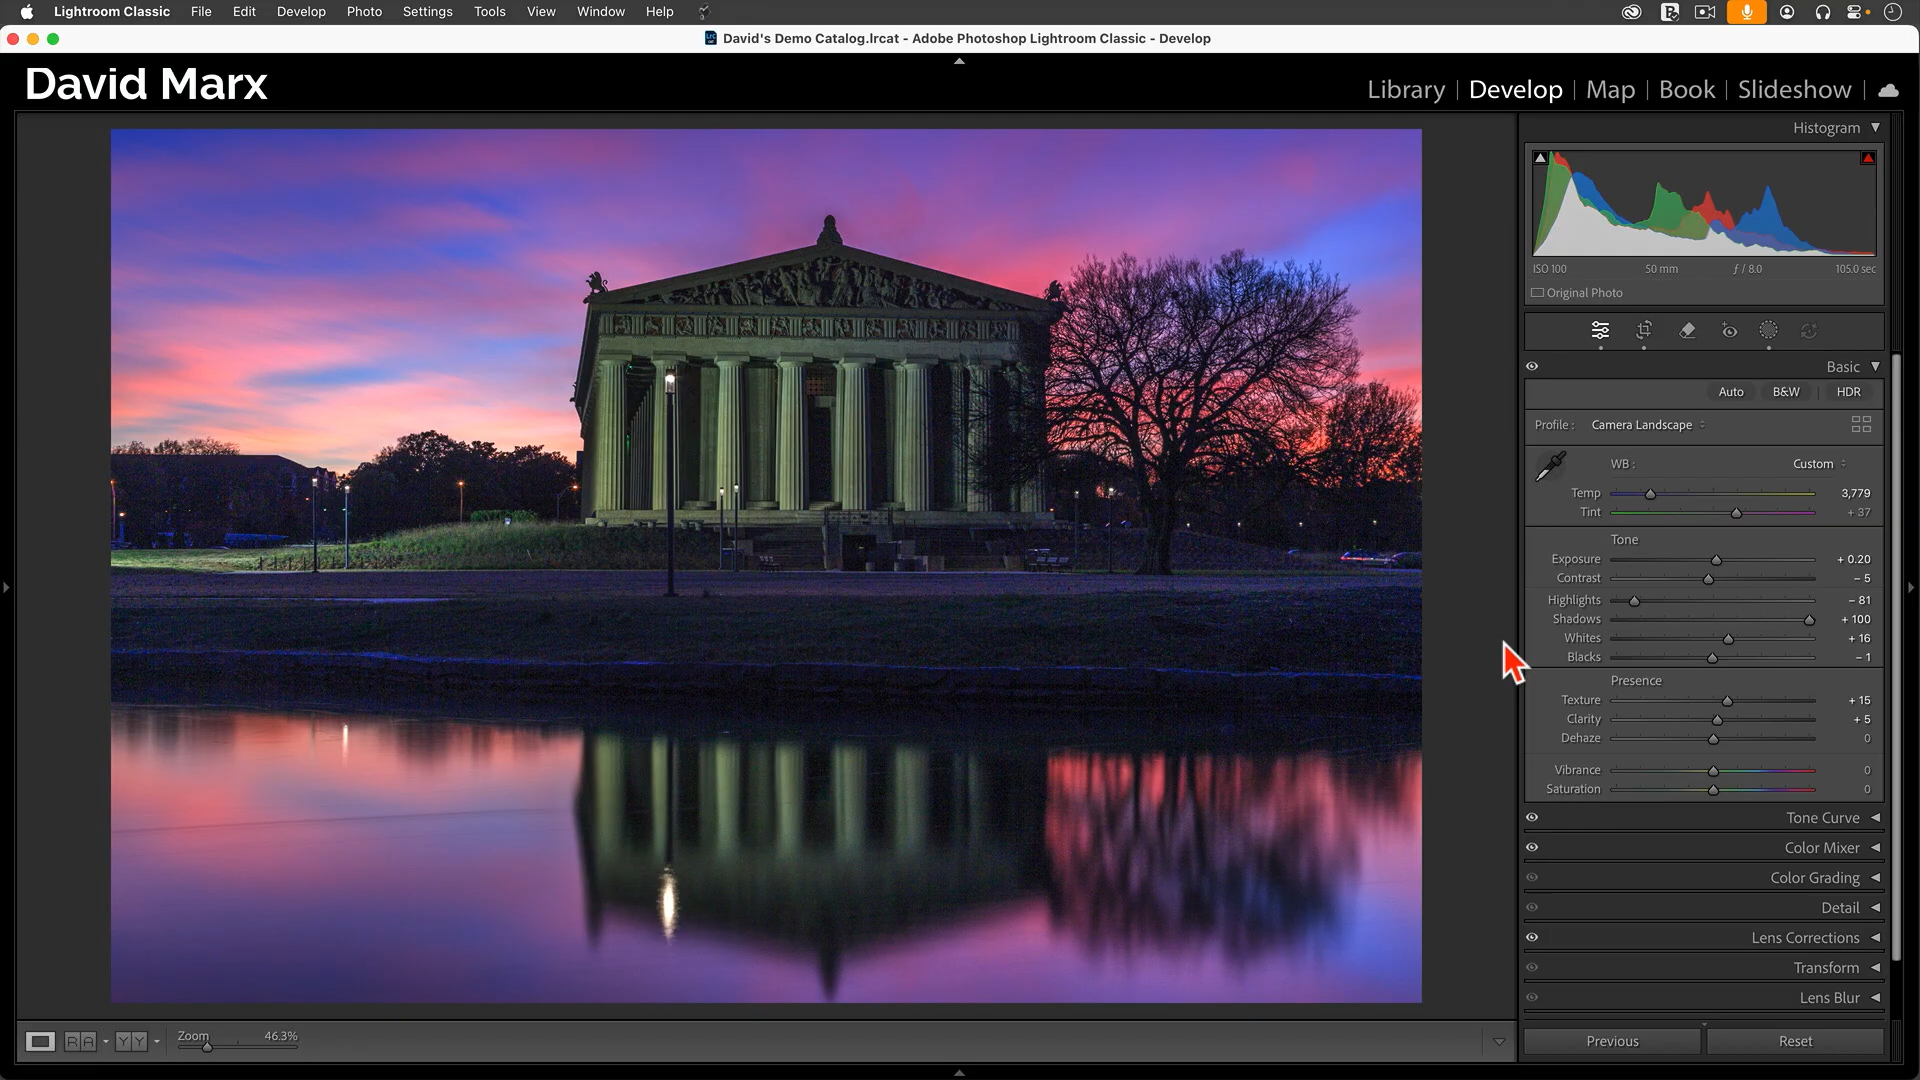 Lightroom Classic File Edit Develop Photo Settings Tools View Window Help
David's Demo Catalog.lrcat - Adobe Photoshop Lightroom Classic - Develop
David Marx
Library | Develop | Map | Book | Slideshow |
Histogram
ISO 100 50 mm ƒ / 8.0 105.0 sec
Original Photo
Basic
Auto B&W | HDR
Profile : Camera Landscape
WB : Custom
Temp 3,779
Tint + 37
Tone
Exposure + 0.20
Contrast – 5
Highlights – 81
Shadows + 100
Whites + 16
Blacks – 1
Presence
Texture + 15
Clarity + 5
Dehaze 0
Vibrance 0
Saturation 0
Tone Curve
Color Mixer
Color Grading
Detail
Lens Corrections
Transform
Lens Blur
R A Y Y Zoom 46.3%
Previous Reset